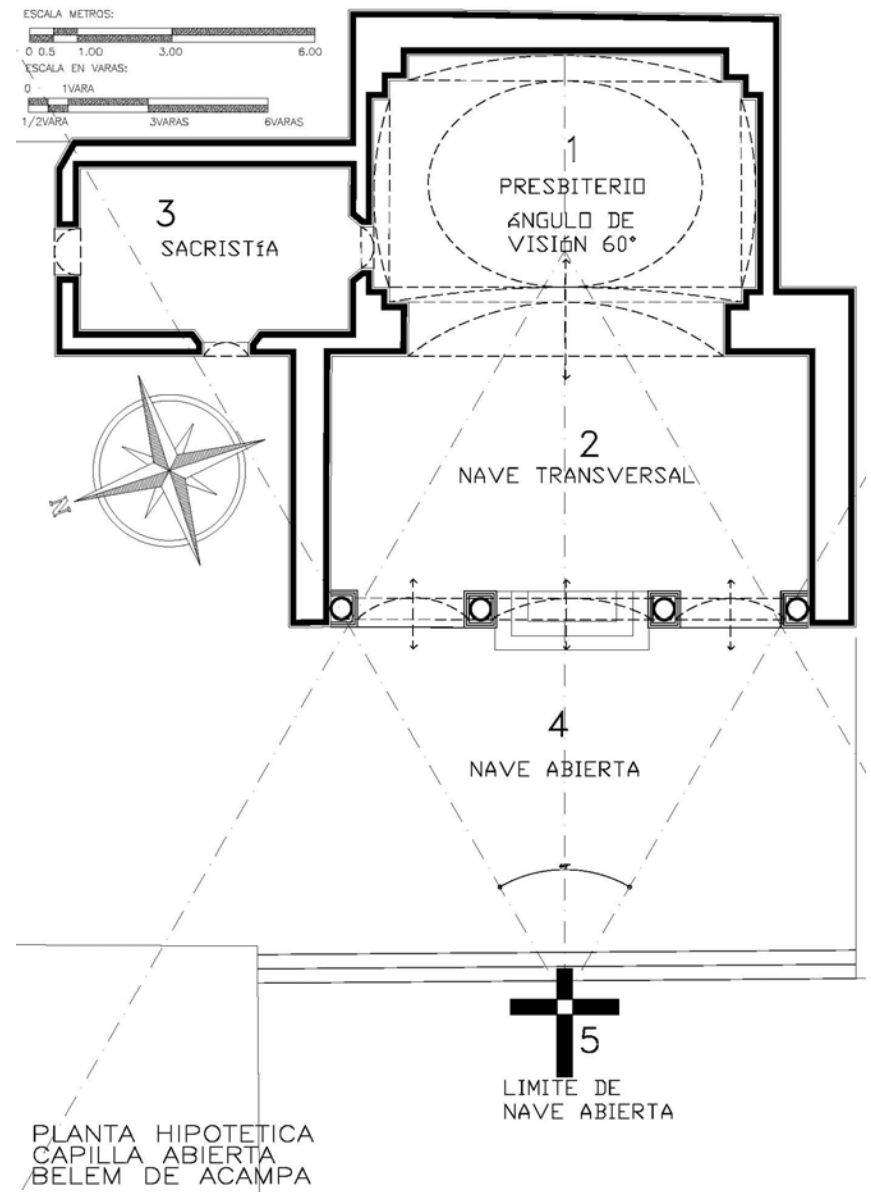 ESCALA METROS:
0 0.5 1.00 3.00 6.00
ESCALA EN VARAS:
0 1VARA
1/2VARA 3VARAS 6VARAS
1
PRESBITERIO
ÁNGULO DE
VISIÓN 60°
3
SACRISTíA
2
NAVE TRANSVERSAL
N
4
NAVE ABIERTA
5
LIMITE DE
NAVE ABIERTA
PLANTA HIPOTETICA
CAPILLA ABIERTA
BELEM DE ACAMPA